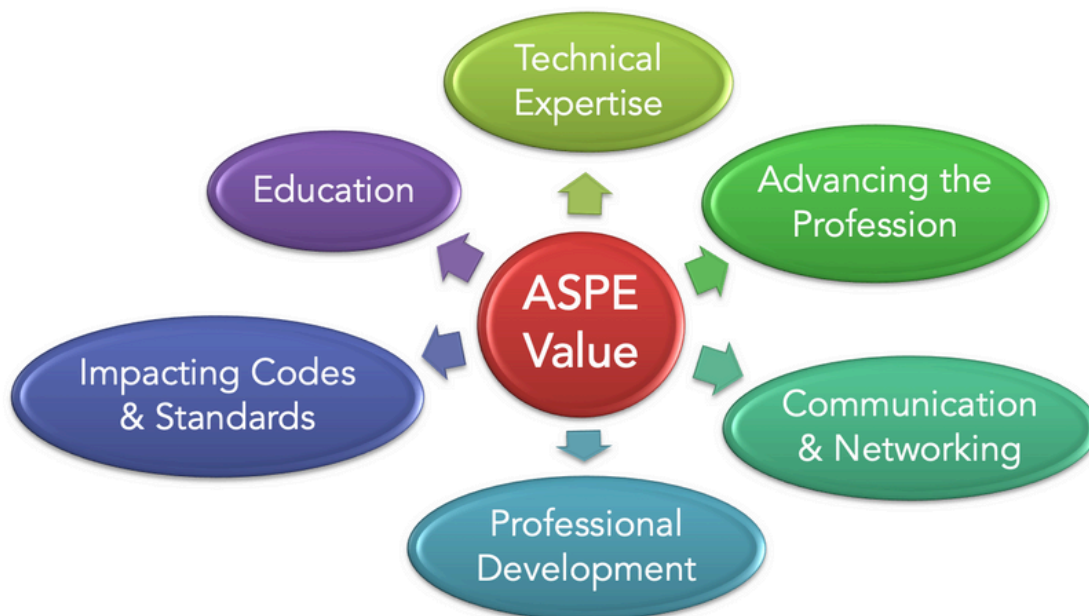 Technical
Expertise
Advancing the
Profession
Communication
& Networking
Professional
Development
Impacting Codes
& Standards
Education
ASPE
Value